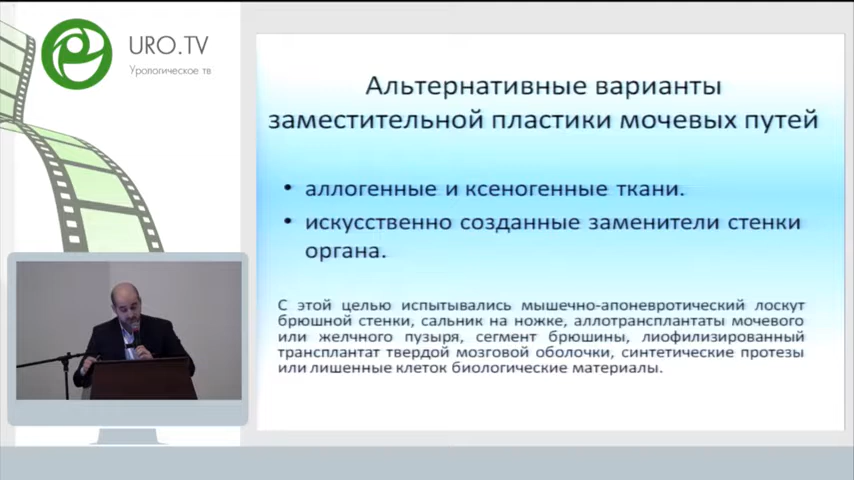 URO.TV
Урологическое тв
Альтернативные варианты
заместительной пластики мочевых путей
• аллогенные и ксеногенные ткани.
• искусственно созданные заменители стенки
органа.
С этой целью испытывались мышечно-апоневротический лоскут
брюшной стенки, сальник на ножке, аллотрансплантаты мочевого
или желчного пузыря, сегмент брюшины, лиофилизированный
трансплантат твердой мозговой оболочки, синтетические протезы
или лишенные клеток биологические материалы.